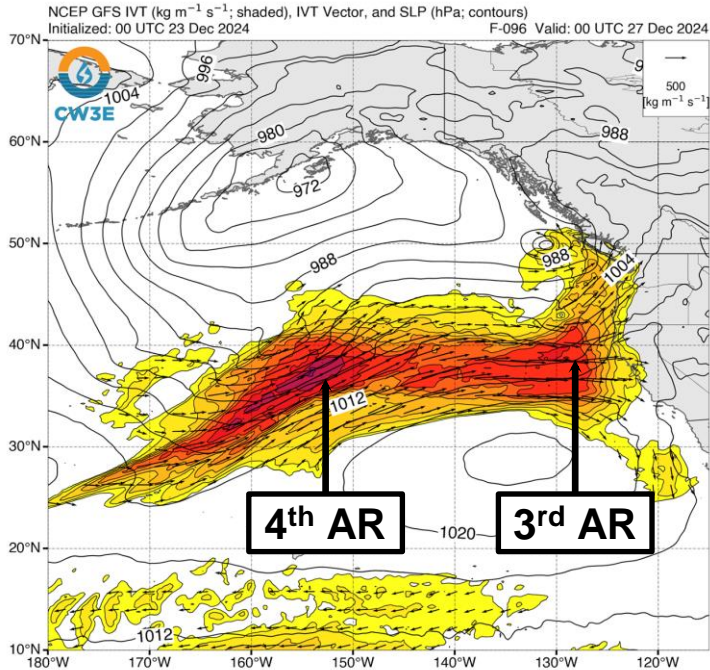 NCEP GFS IVT (kg m⁻¹ s⁻¹; shaded), IVT Vector, and SLP (hPa; contours)
Initialized: 00 UTC 23 Dec 2024 F-096 Valid: 00 UTC 27 Dec 2024
70°N
CW3E
996
1004
500
[kg m⁻¹ s⁻¹]
60°N
980
988
972
50°N
988
988
1004
40°N
1012
30°N
4th AR
3rd AR
1020
20°N
1012
10°N
180°W 170°W 160°W 150°W 140°W 130°W 120°W